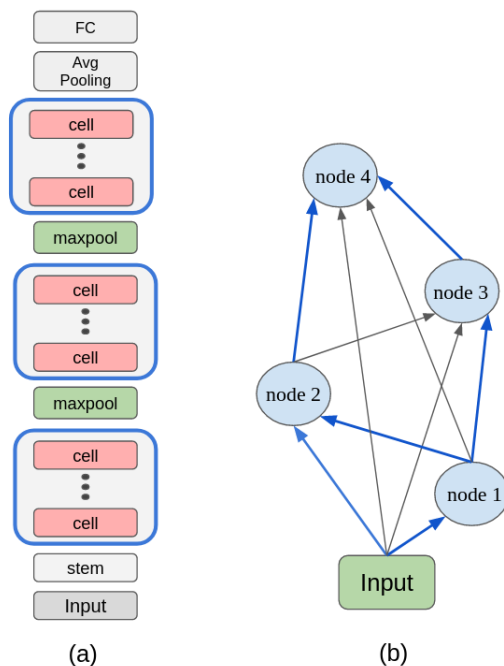 FC
Avg
Pooling
cell
cell
maxpool
cell
cell
maxpool
cell
cell
stem
Input
(a)
node 4
node 3
node 2
node 1
Input
(b)